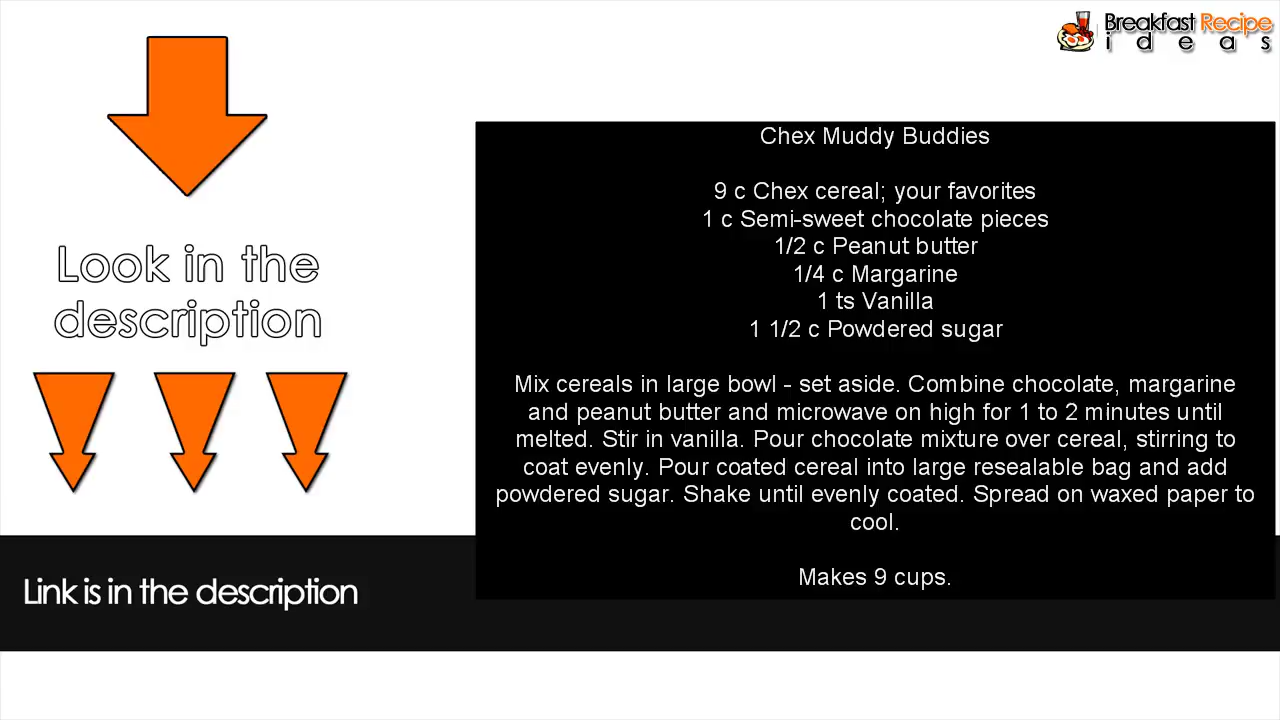 Breakfast Recipe
ideas
Look in the
description
Link is in the description
Chex Muddy Buddies
9 c Chex cereal; your favorites
1 c Semi-sweet chocolate pieces
1/2 c Peanut butter
1/4 c Margarine
1 ts Vanilla
1 1/2 c Powdered sugar
Mix cereals in large bowl - set aside. Combine chocolate, margarine
and peanut butter and microwave on high for 1 to 2 minutes until
melted. Stir in vanilla. Pour chocolate mixture over cereal, stirring to
coat evenly. Pour coated cereal into large resealable bag and add
powdered sugar. Shake until evenly coated. Spread on waxed paper to
cool.
Makes 9 cups.